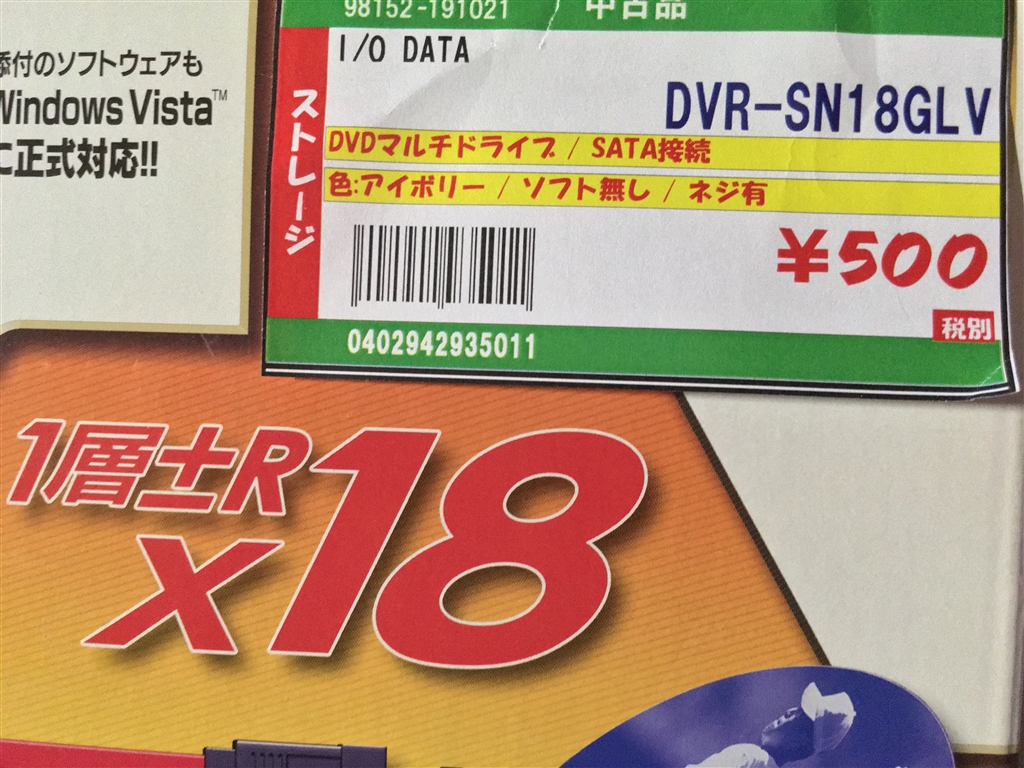 98152-191021
中古品
I/O DATA
DVR-SN18GLV
ストレージ
DVDマルチドライブ / SATA接続
色:アイボリー / ソフト無し / ネジ有
¥500
税別
0402942935011
添付のソフトウェアも
Windows Vista™
に正式対応!!
1層±R
x18